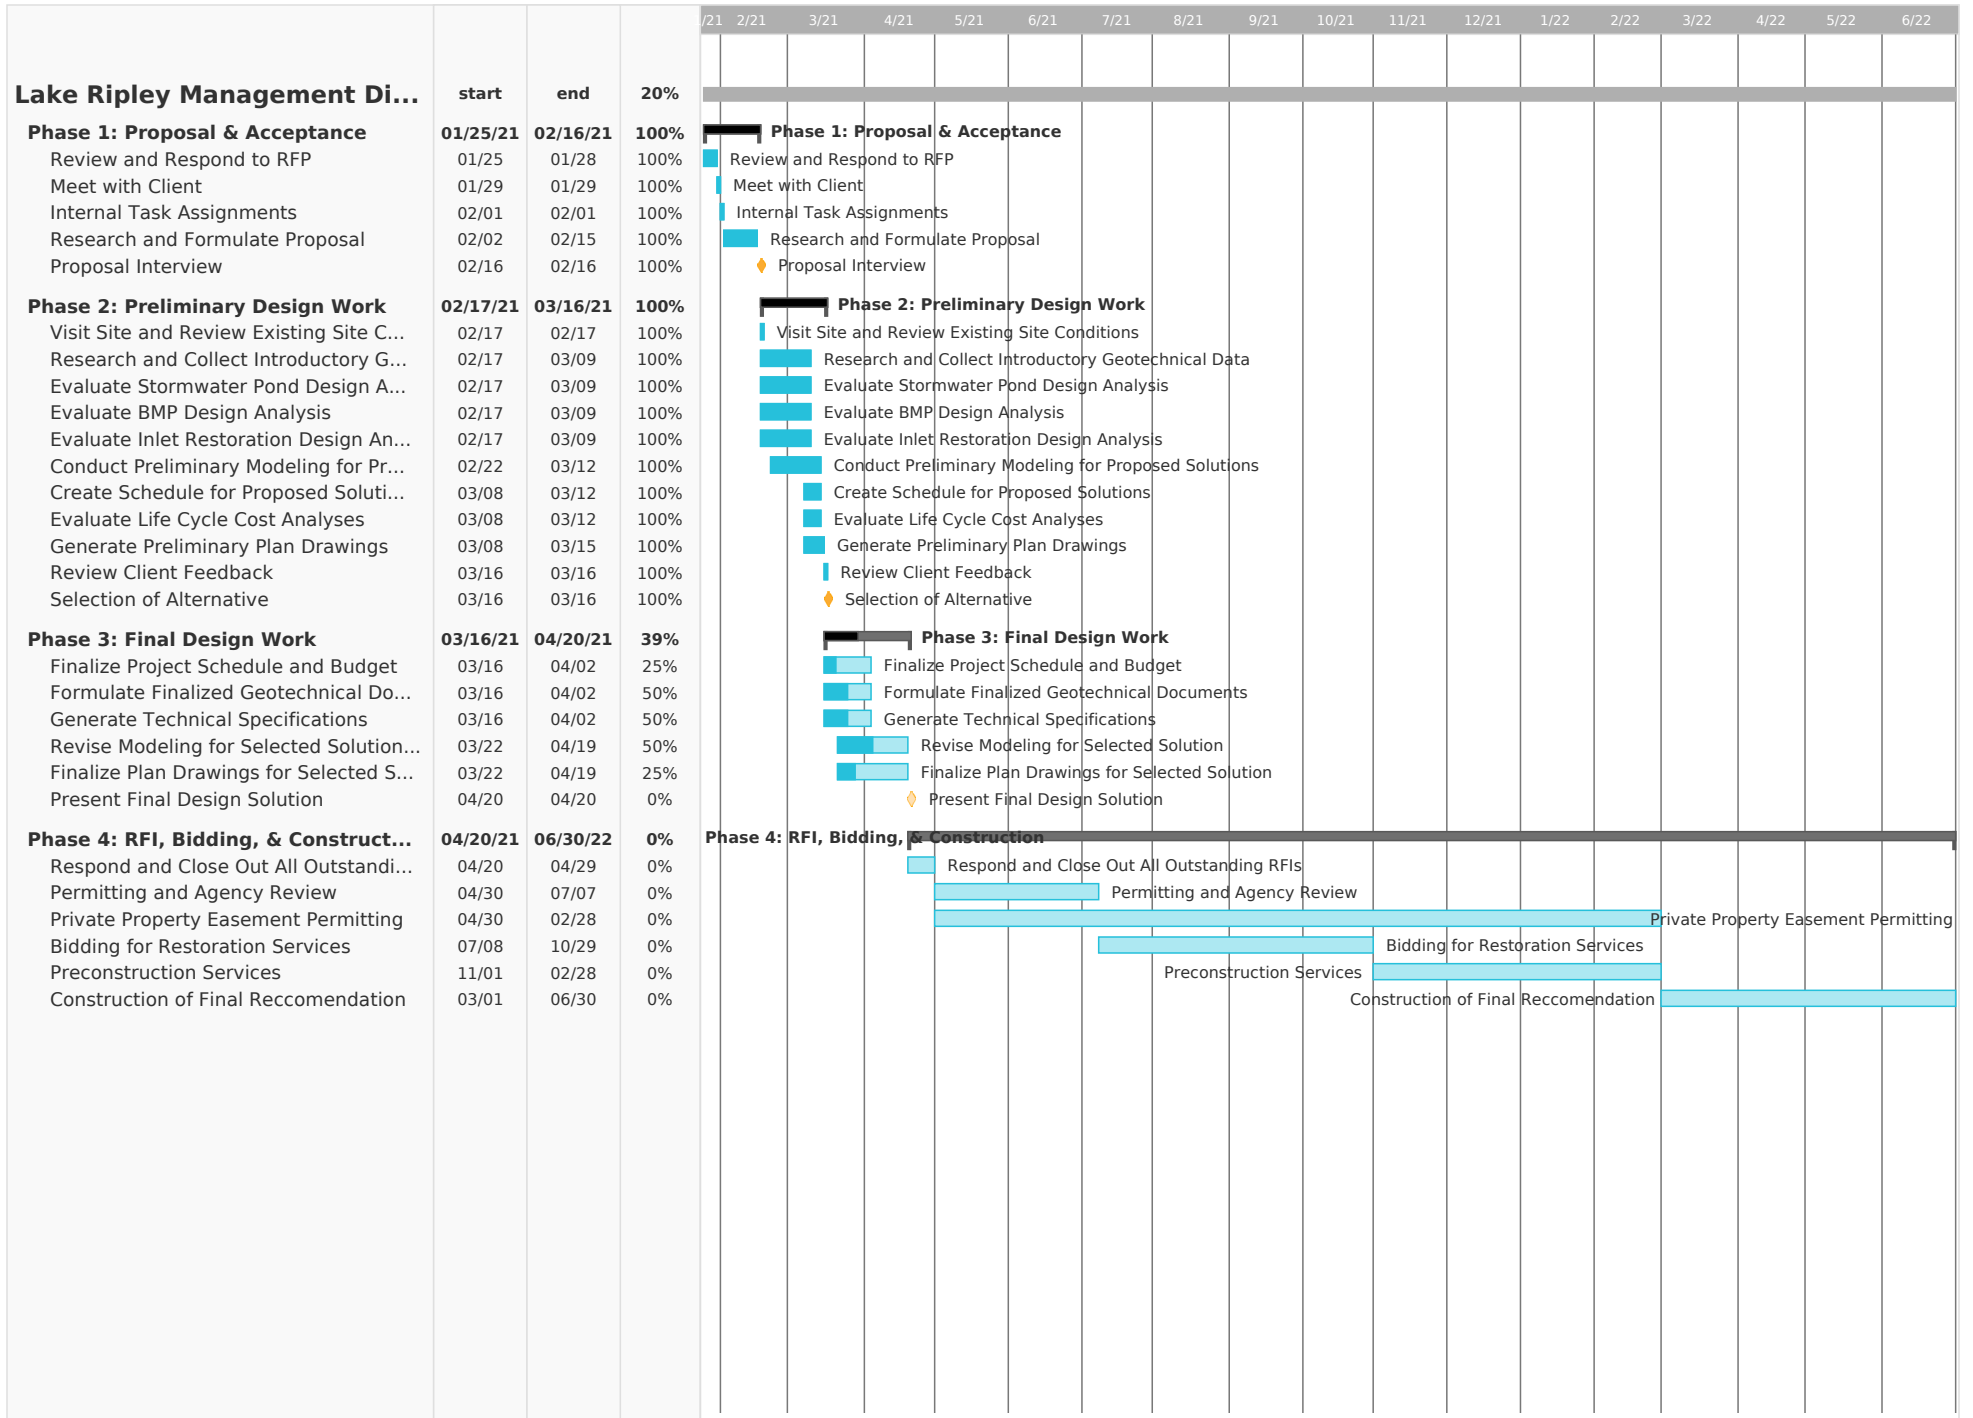 /21 2/21 3/21 4/21 5/21 6/21 7/21 8/21 9/21 10/21 11/21 12/21 1/22 2/22 3/22 4/22 5/22 6/22
Lake Ripley Management Di... start end 20%
Phase 1: Proposal & Acceptance 01/25/21 02/16/21 100% Phase 1: Proposal & Acceptance
Review and Respond to RFP 01/25 01/28 100% Review and Respond to RFP
Meet with Client 01/29 01/29 100% Meet with Client
Internal Task Assignments 02/01 02/01 100% Internal Task Assignments
Research and Formulate Proposal 02/02 02/15 100% Research and Formulate Proposal
Proposal Interview 02/16 02/16 100% Proposal Interview
Phase 2: Preliminary Design Work 02/17/21 03/16/21 100% Phase 2: Preliminary Design Work
Visit Site and Review Existing Site C... 02/17 02/17 100% Visit Site and Review Existing Site Conditions
Research and Collect Introductory G... 02/17 03/09 100% Research and Collect Introductory Geotechnical Data
Evaluate Stormwater Pond Design A... 02/17 03/09 100% Evaluate Stormwater Pond Design Analysis
Evaluate BMP Design Analysis 02/17 03/09 100% Evaluate BMP Design Analysis
Evaluate Inlet Restoration Design An... 02/17 03/09 100% Evaluate Inlet Restoration Design Analysis
Conduct Preliminary Modeling for Pr... 02/22 03/12 100% Conduct Preliminary Modeling for Proposed Solutions
Create Schedule for Proposed Soluti... 03/08 03/12 100% Create Schedule for Proposed Solutions
Evaluate Life Cycle Cost Analyses 03/08 03/12 100% Evaluate Life Cycle Cost Analyses
Generate Preliminary Plan Drawings 03/08 03/15 100% Generate Preliminary Plan Drawings
Review Client Feedback 03/16 03/16 100% Review Client Feedback
Selection of Alternative 03/16 03/16 100% Selection of Alternative
Phase 3: Final Design Work 03/16/21 04/20/21 39% Phase 3: Final Design Work
Finalize Project Schedule and Budget 03/16 04/02 25% Finalize Project Schedule and Budget
Formulate Finalized Geotechnical Do... 03/16 04/02 50% Formulate Finalized Geotechnical Documents
Generate Technical Specifications 03/16 04/02 50% Generate Technical Specifications
Revise Modeling for Selected Solution... 03/22 04/19 50% Revise Modeling for Selected Solution
Finalize Plan Drawings for Selected S... 03/22 04/19 25% Finalize Plan Drawings for Selected Solution
Present Final Design Solution 04/20 04/20 0% Present Final Design Solution
Phase 4: RFI, Bidding, & Construct... 04/20/21 06/30/22 0% Phase 4: RFI, Bidding, & Construction
Respond and Close Out All Outstandi... 04/20 04/29 0% Respond and Close Out All Outstanding RFIs
Permitting and Agency Review 04/30 07/07 0% Permitting and Agency Review
Private Property Easement Permitting 04/30 02/28 0% Private Property Easement Permitting
Bidding for Restoration Services 07/08 10/29 0% Bidding for Restoration Services
Preconstruction Services 11/01 02/28 0% Preconstruction Services
Construction of Final Reccomendation 03/01 06/30 0% Construction of Final Reccomendation